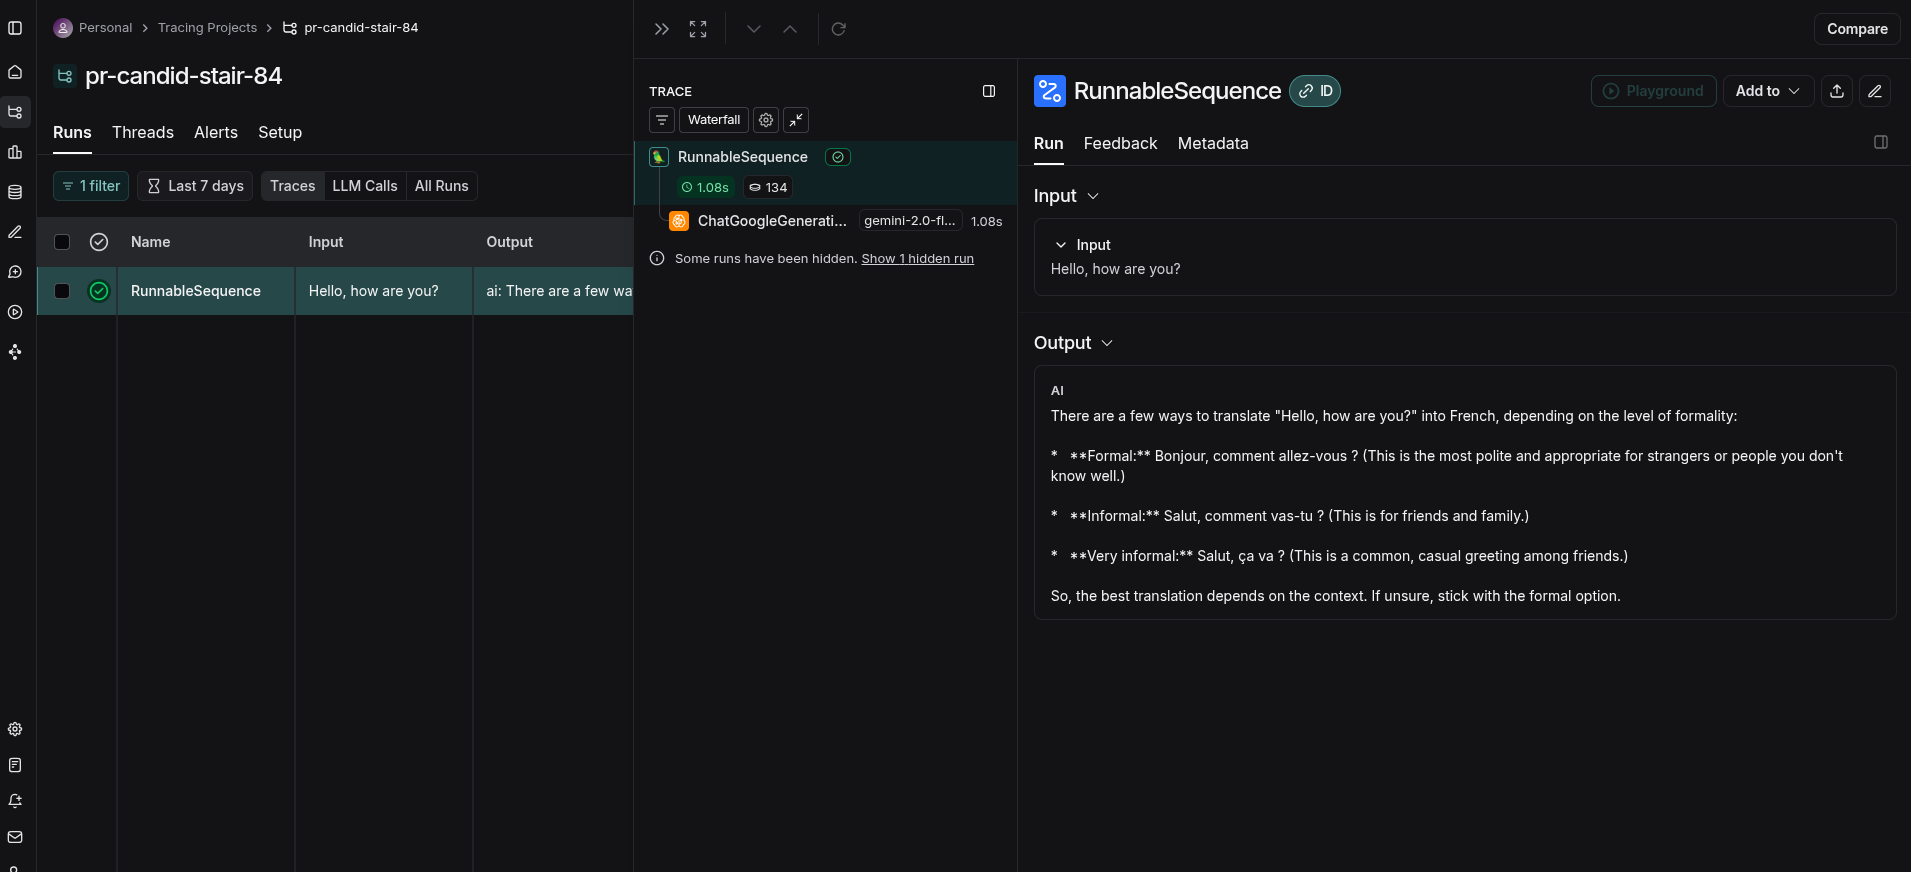 Personal > Tracing Projects > pr-candid-stair-84
pr-candid-stair-84
Runs Threads Alerts Setup
1 filter Last 7 days Traces LLM Calls All Runs
Name Input Output
RunnableSequence Hello, how are you? ai: There are a few wa
Compare
TRACE
Waterfall
RunnableSequence
1.08s 134
ChatGoogleGenerati... gemini-2.0-fl... 1.08s
Some runs have been hidden. Show 1 hidden run
RunnableSequence ID Playground Add to
Run Feedback Metadata
Input
Input
Hello, how are you?
Output
AI
There are a few ways to translate "Hello, how are you?" into French, depending on the level of formality:
* **Formal:** Bonjour, comment allez-vous ? (This is the most polite and appropriate for strangers or people you don't
know well.)
* **Informal:** Salut, comment vas-tu ? (This is for friends and family.)
* **Very informal:** Salut, ça va ? (This is a common, casual greeting among friends.)
So, the best translation depends on the context. If unsure, stick with the formal option.